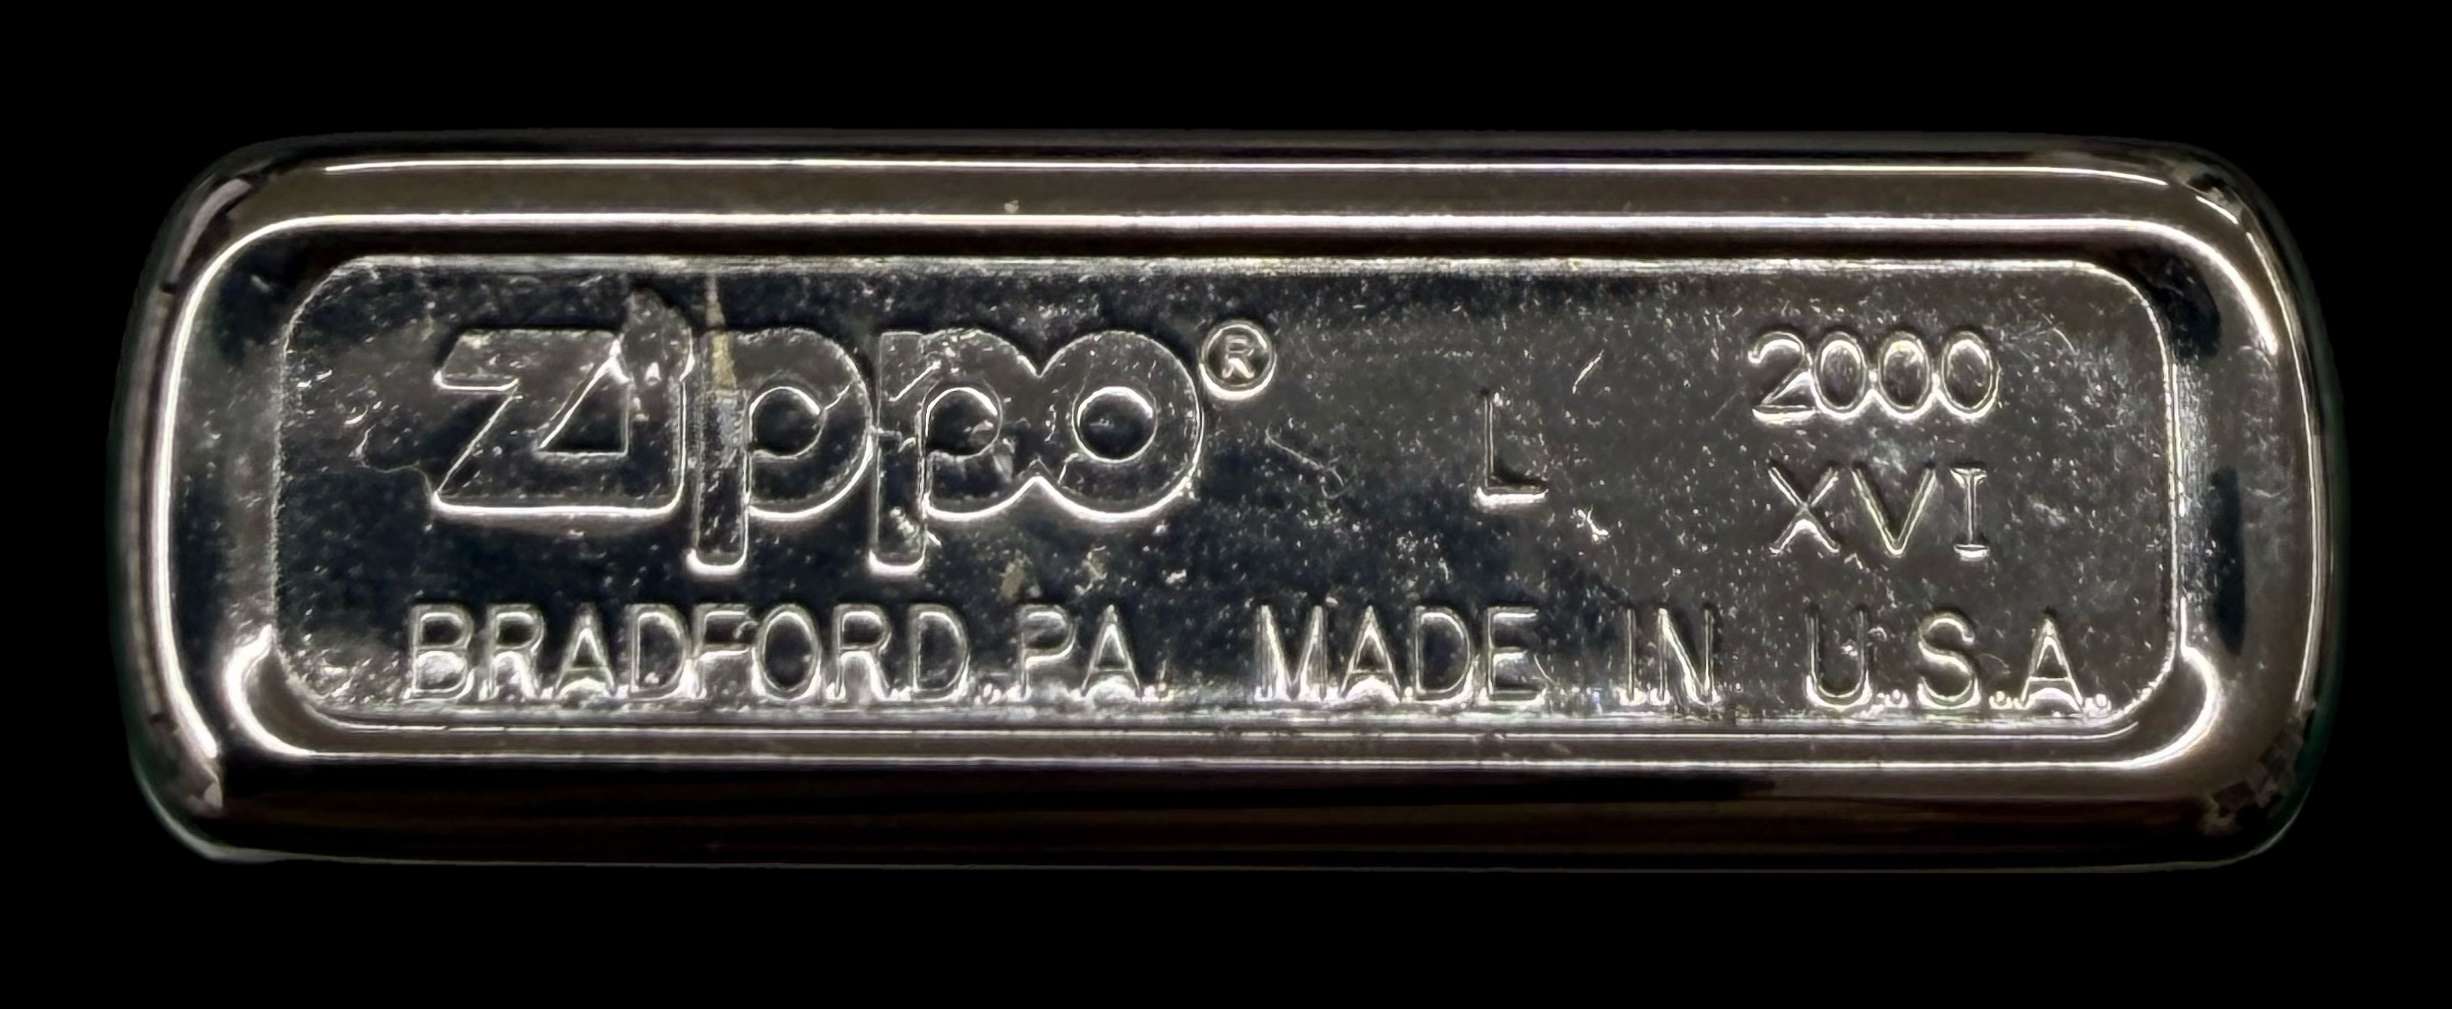 Zippo® L 2000
XVI
BRADFORD.PA. MADE IN U.S.A.